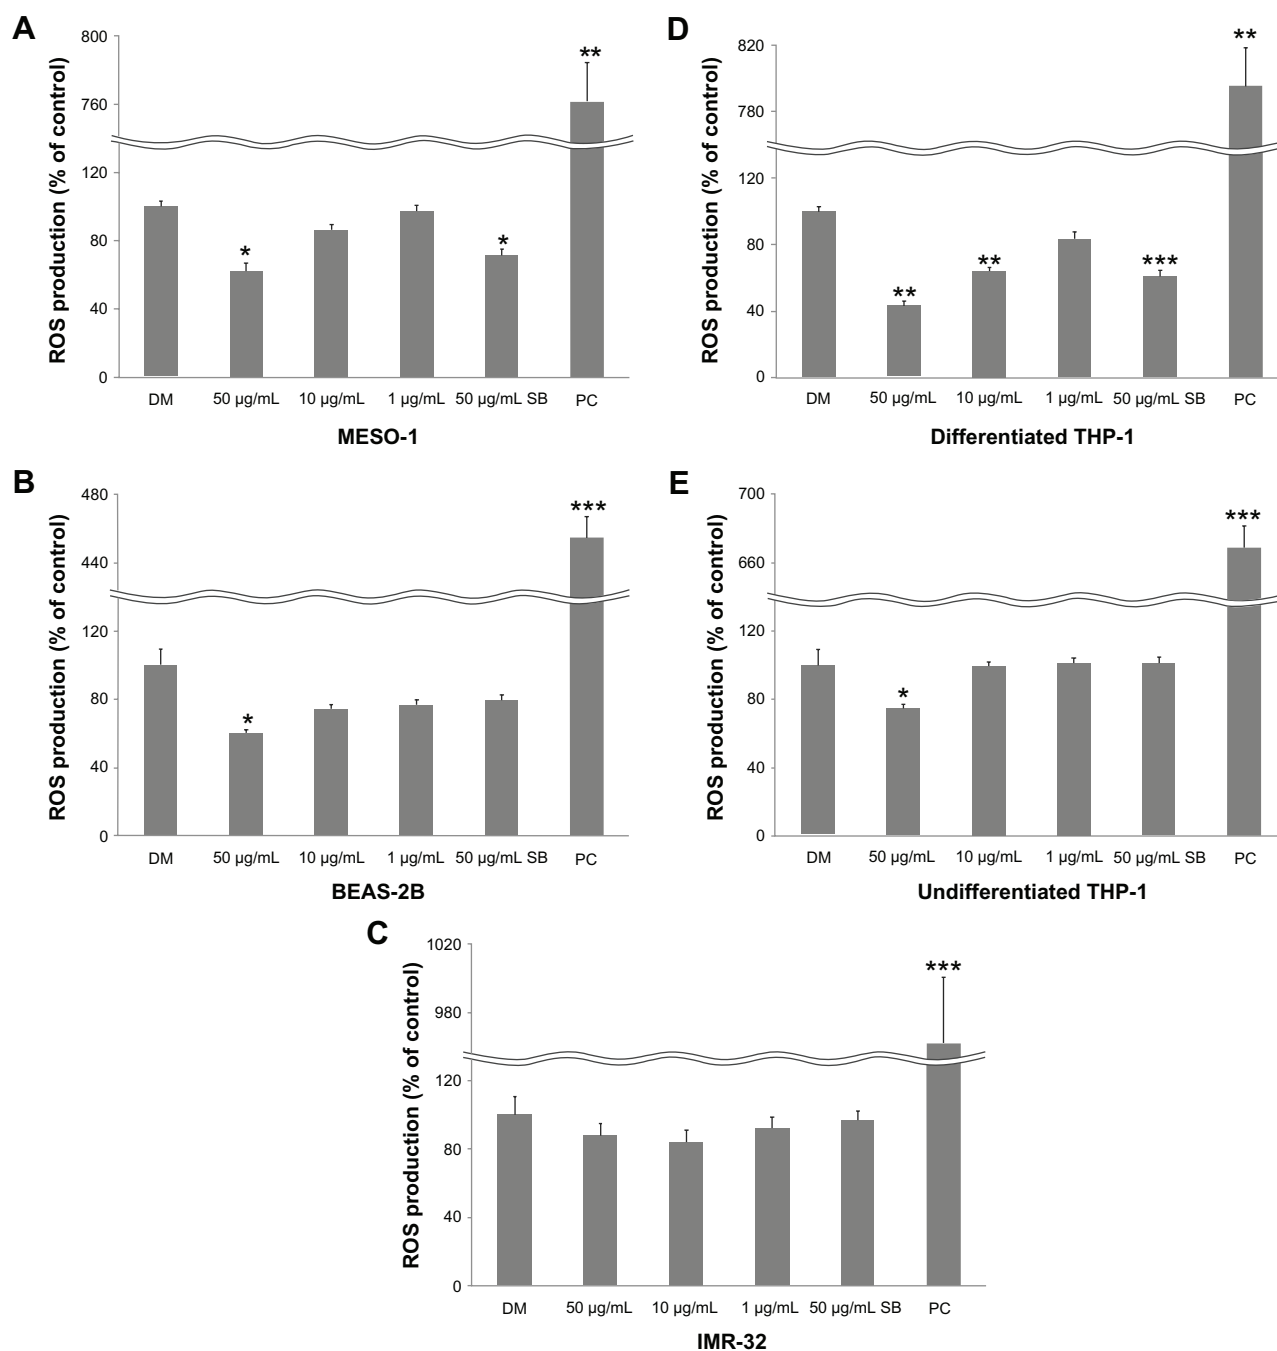 A
ROS production (% of control)
800
760
120
80
40
0
*
*
**
DM 50 µg/mL 10 µg/mL 1 µg/mL 50 µg/mL SB PC
MESO-1
D
ROS production (% of control)
820
780
120
80
40
0
**
**
***
**
DM 50 µg/mL 10 µg/mL 1 µg/mL 50 µg/mL SB PC
Differentiated THP-1
B
ROS production (% of control)
480
440
120
80
40
0
*
***
DM 50 µg/mL 10 µg/mL 1 µg/mL 50 µg/mL SB PC
BEAS-2B
E
ROS production (% of control)
700
660
120
80
40
0
*
***
DM 50 µg/mL 10 µg/mL 1 µg/mL 50 µg/mL SB PC
Undifferentiated THP-1
C
ROS production (% of control)
1020
980
120
80
40
0
***
DM 50 µg/mL 10 µg/mL 1 µg/mL 50 µg/mL SB PC
IMR-32